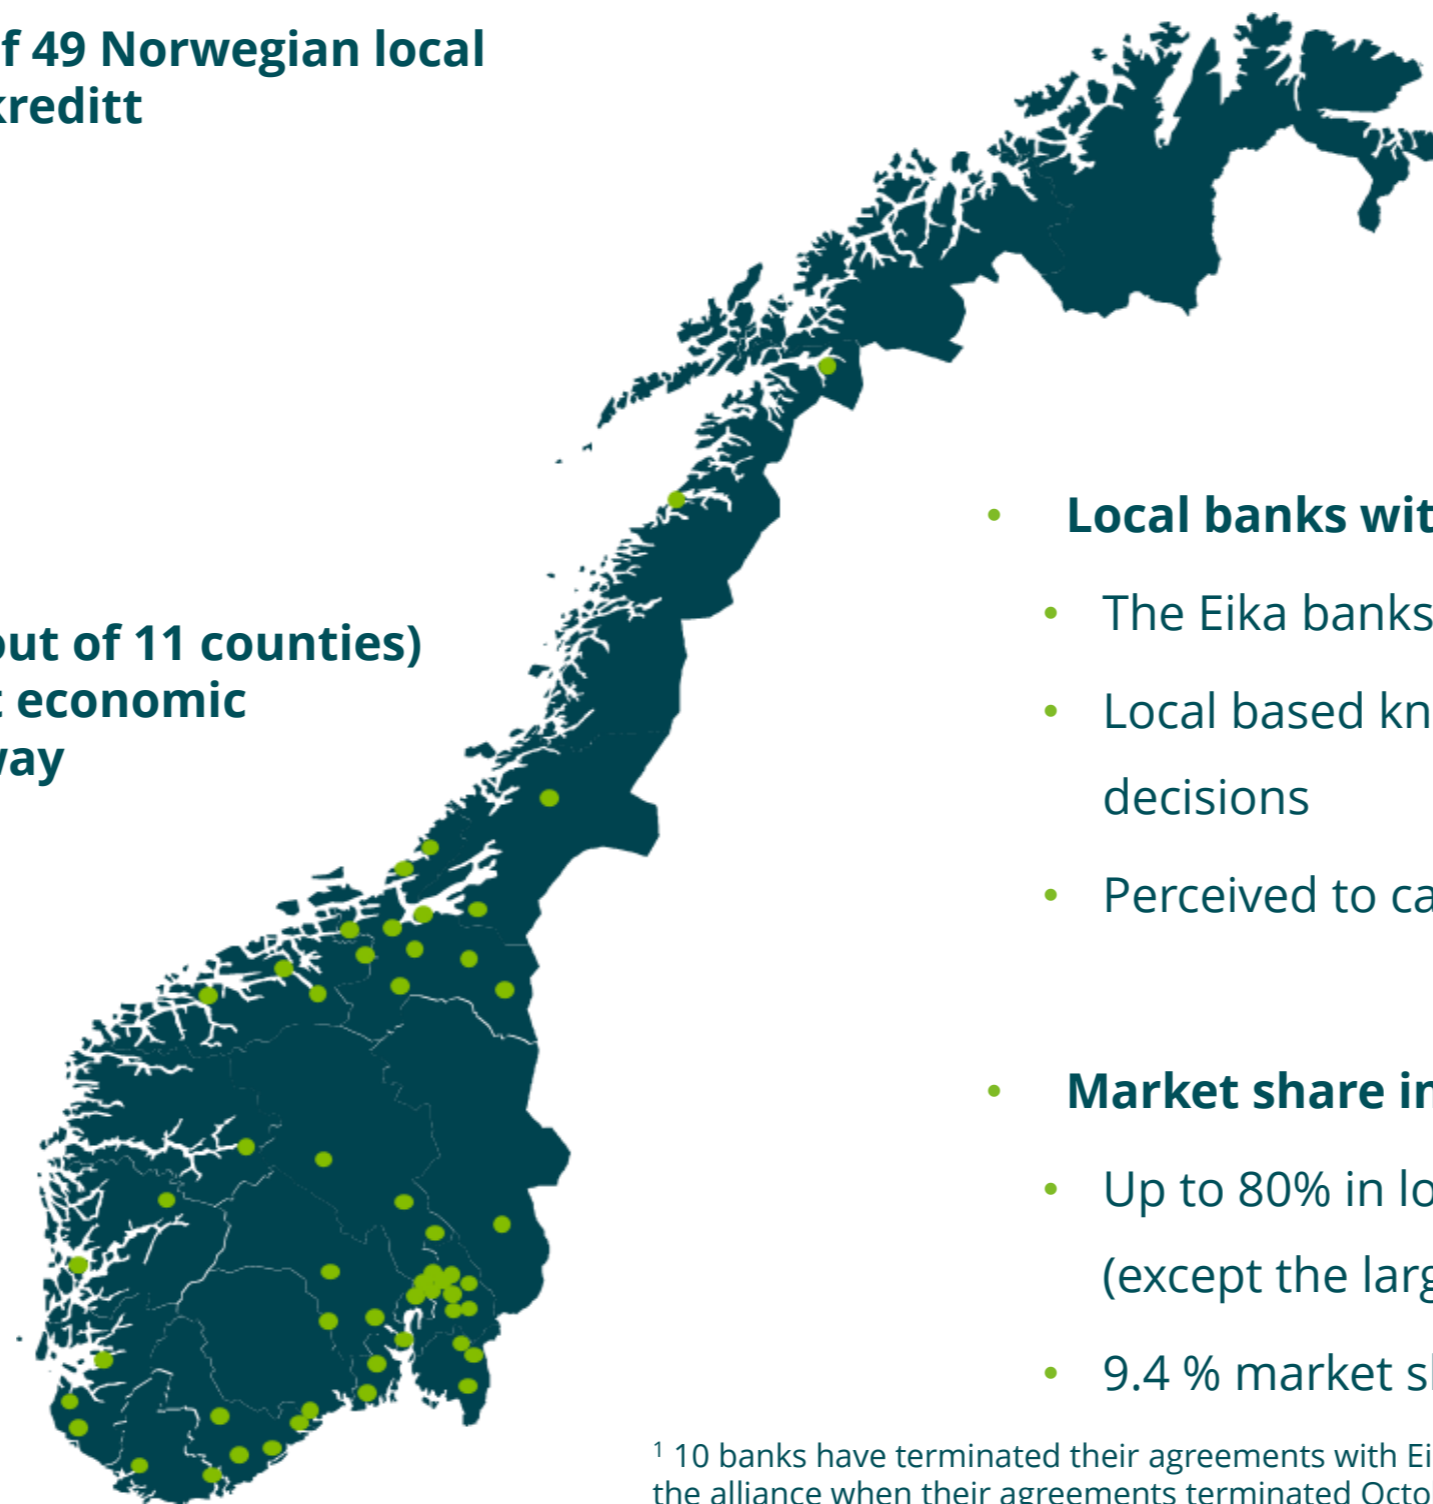 f 49 Norwegian local
kreditt
out of 11 counties)
t economic
way
• Local banks wit
• The Eika banks
• Local based kn
decisions
• Perceived to ca
• Market share in
• Up to 80% in lo
(except the larg
• 9.4 % market sh
¹ 10 banks have terminated their agreements with Ei
the alliance when their agreements terminated Octo